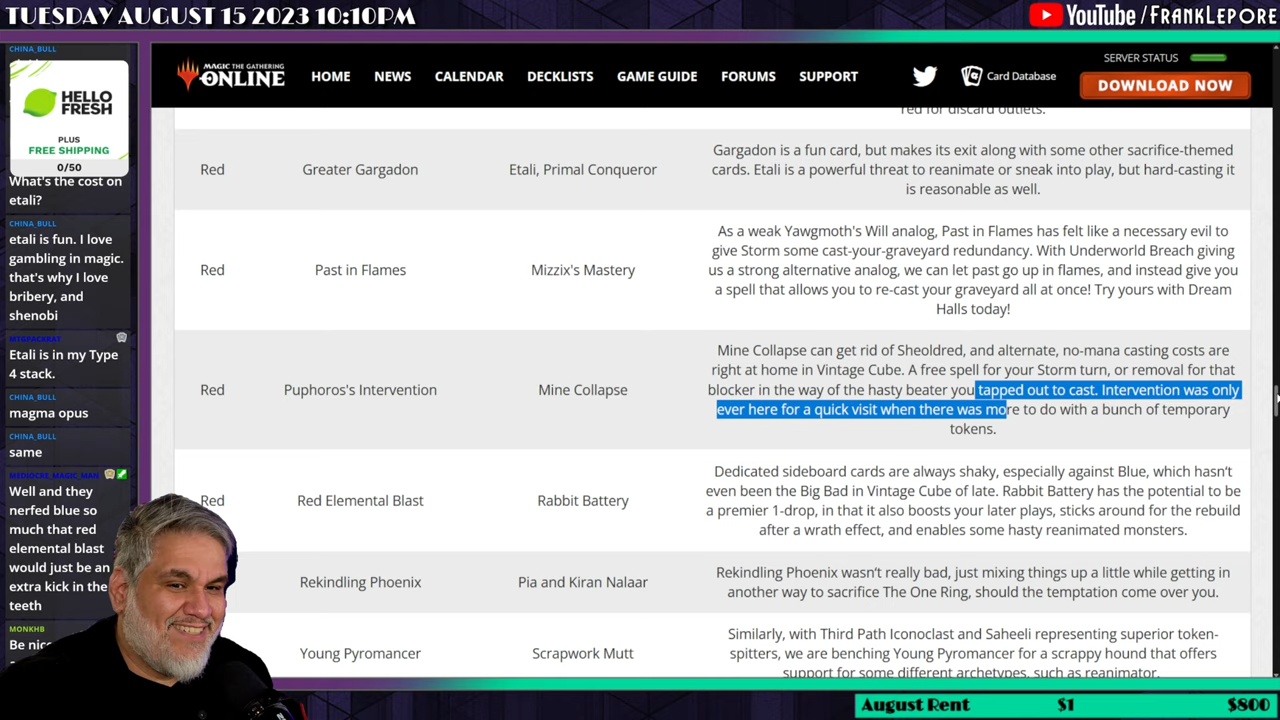 TUESDAY AUGUST 15 2023 10:10PM
YouTube /FRANKLEPORE
CHINA_BULL
HELLO
FRESH
PLUS
FREE SHIPPING
0/50
What's the cost on
etali?
CHINA_BULL
etali is fun. I love
gambling in magic.
that's why I love
bribery, and
shenobi
MTGPACKRAT
Etali is in my Type
4 stack.
CHINA_BULL
magma opus
CHINA_BULL
same
MEDIOCRE_MAGIC_MAN
Well and they
nerfed blue so
much that red
elemental blast
would just be an
extra kick in the
teeth
MONKHB
Be nic
MAGIC THE GATHERING
ONLINE
HOME
NEWS
CALENDAR
DECKLISTS
GAME GUIDE
FORUMS
SUPPORT
Card Database
SERVER STATUS
DOWNLOAD NOW
red for discard outlets.
Red
Greater Gargadon
Etali, Primal Conqueror
Gargadon is a fun card, but makes its exit along with some other sacrifice-themed
cards. Etali is a powerful threat to reanimate or sneak into play, but hard-casting it
is reasonable as well.
Red
Past in Flames
Mizzix's Mastery
As a weak Yawgmoth's Will analog, Past in Flames has felt like a necessary evil to
give Storm some cast-your-graveyard redundancy. With Underworld Breach giving
us a strong alternative analog, we can let past go up in flames, and instead give you
a spell that allows you to re-cast your graveyard all at once! Try yours with Dream
Halls today!
Red
Puphoros's Intervention
Mine Collapse
Mine Collapse can get rid of Sheoldred, and alternate, no-mana casting costs are
right at home in Vintage Cube. A free spell for your Storm turn, or removal for that
blocker in the way of the hasty beater you tapped out to cast. Intervention was only
ever here for a quick visit when there was more to do with a bunch of temporary
tokens.
Red
Red Elemental Blast
Rabbit Battery
Dedicated sideboard cards are always shaky, especially against Blue, which hasn't
even been the Big Bad in Vintage Cube of late. Rabbit Battery has the potential to be
a premier 1-drop, in that it also boosts your later plays, sticks around for the rebuild
after a wrath effect, and enables some hasty reanimated monsters.
Rekindling Phoenix
Pia and Kiran Nalaar
Rekindling Phoenix wasn't really bad, just mixing things up a little while getting in
another way to sacrifice The One Ring, should the temptation come over you.
Young Pyromancer
Scrapwork Mutt
Similarly, with Third Path Iconoclast and Saheeli representing superior token-
spitters, we are benching Young Pyromancer for a scrappy hound that offers
support for some different archetypes, such as reanimator.
August Rent
$1
$800